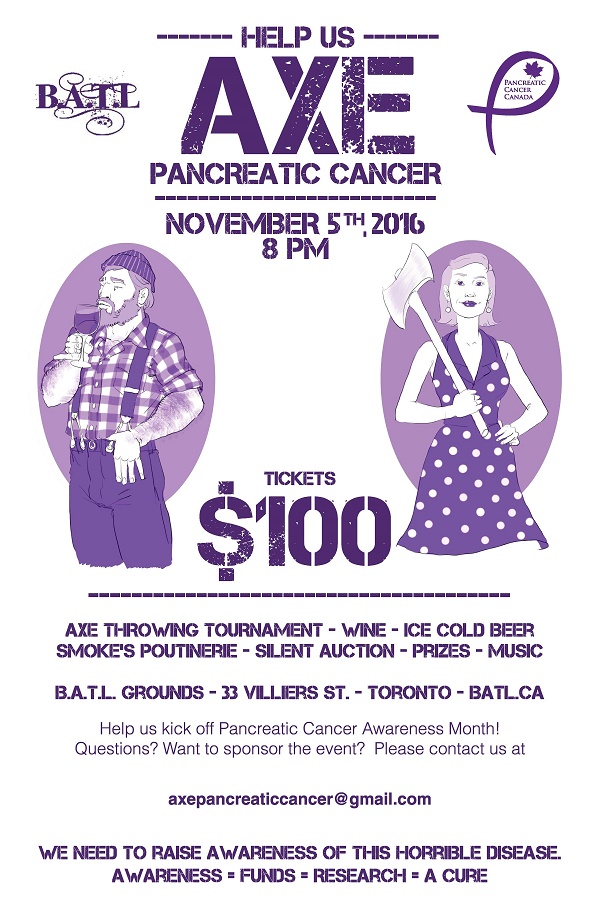 ------- HELP US -------
AXE
B.A.T.L
PANCREATIC
CANCER
CANADA
PANCREATIC CANCER
NOVEMBER 5TH, 2016
8 PM
TICKETS
$100
AXE THROWING TOURNAMENT - WINE - ICE COLD BEER
SMOKE'S POUTINERIE - SILENT AUCTION - PRIZES - MUSIC
B.A.T.L. GROUNDS - 33 VILLIERS ST. - TORONTO - BATL.CA
Help us kick off Pancreatic Cancer Awareness Month!
Questions? Want to sponsor the event?  Please contact us at
axepancreaticcancer@gmail.com
WE NEED TO RAISE AWARENESS OF THIS HORRIBLE DISEASE.
AWARENESS = FUNDS = RESEARCH = A CURE